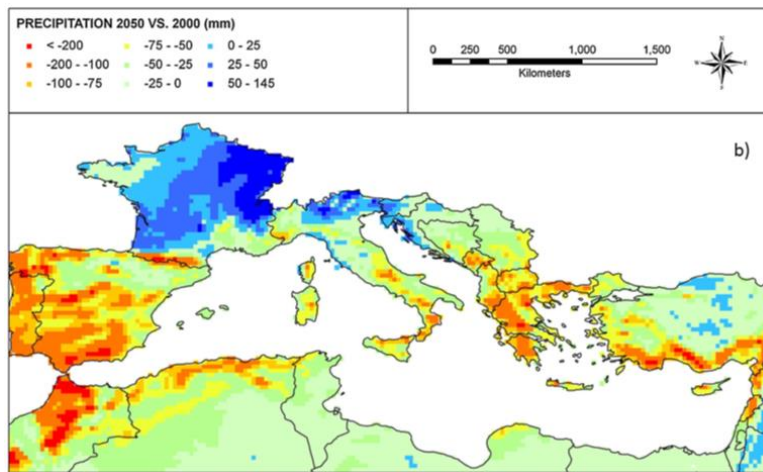 PRECIPITATION 2050 VS. 2000 (mm)
< -200 -75 - -50 0 - 25
-200 - -100 -50 - -25 25 - 50
-100 - -75 -25 - 0 50 - 145
0 250 500 1,000 1,500
Kilometers
N
W E
S
b)